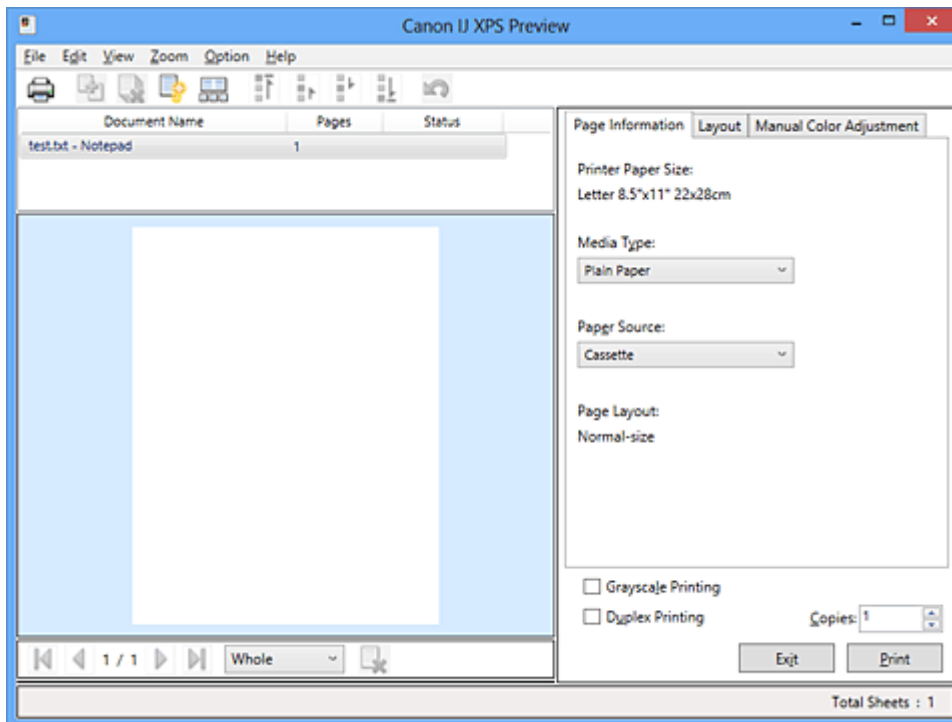 Canon IJ XPS Preview
File Edit View Zoom Option Help
Document Name Pages Status
test.txt - Notepad 1
Page Information Layout Manual Color Adjustment
Printer Paper Size:
Letter 8.5"x11" 22x28cm
Media Type:
Plain Paper
Paper Source:
Cassette
Page Layout:
Normal-size
Grayscale Printing
Duplex Printing Copies: 1
1 / 1 Whole Exit Print
Total Sheets : 1